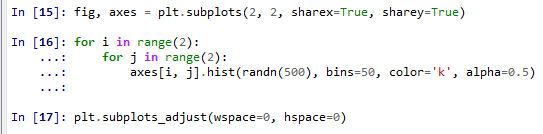 In [15]: fig, axes = plt.subplots(2, 2, sharex=True, sharey=True)
In [16]: for i in range(2):
...: for j in range(2):
...: axes[i, j].hist(randn(500), bins=50, color='k', alpha=0.5)
...:
In [17]: plt.subplots_adjust(wspace=0, hspace=0)